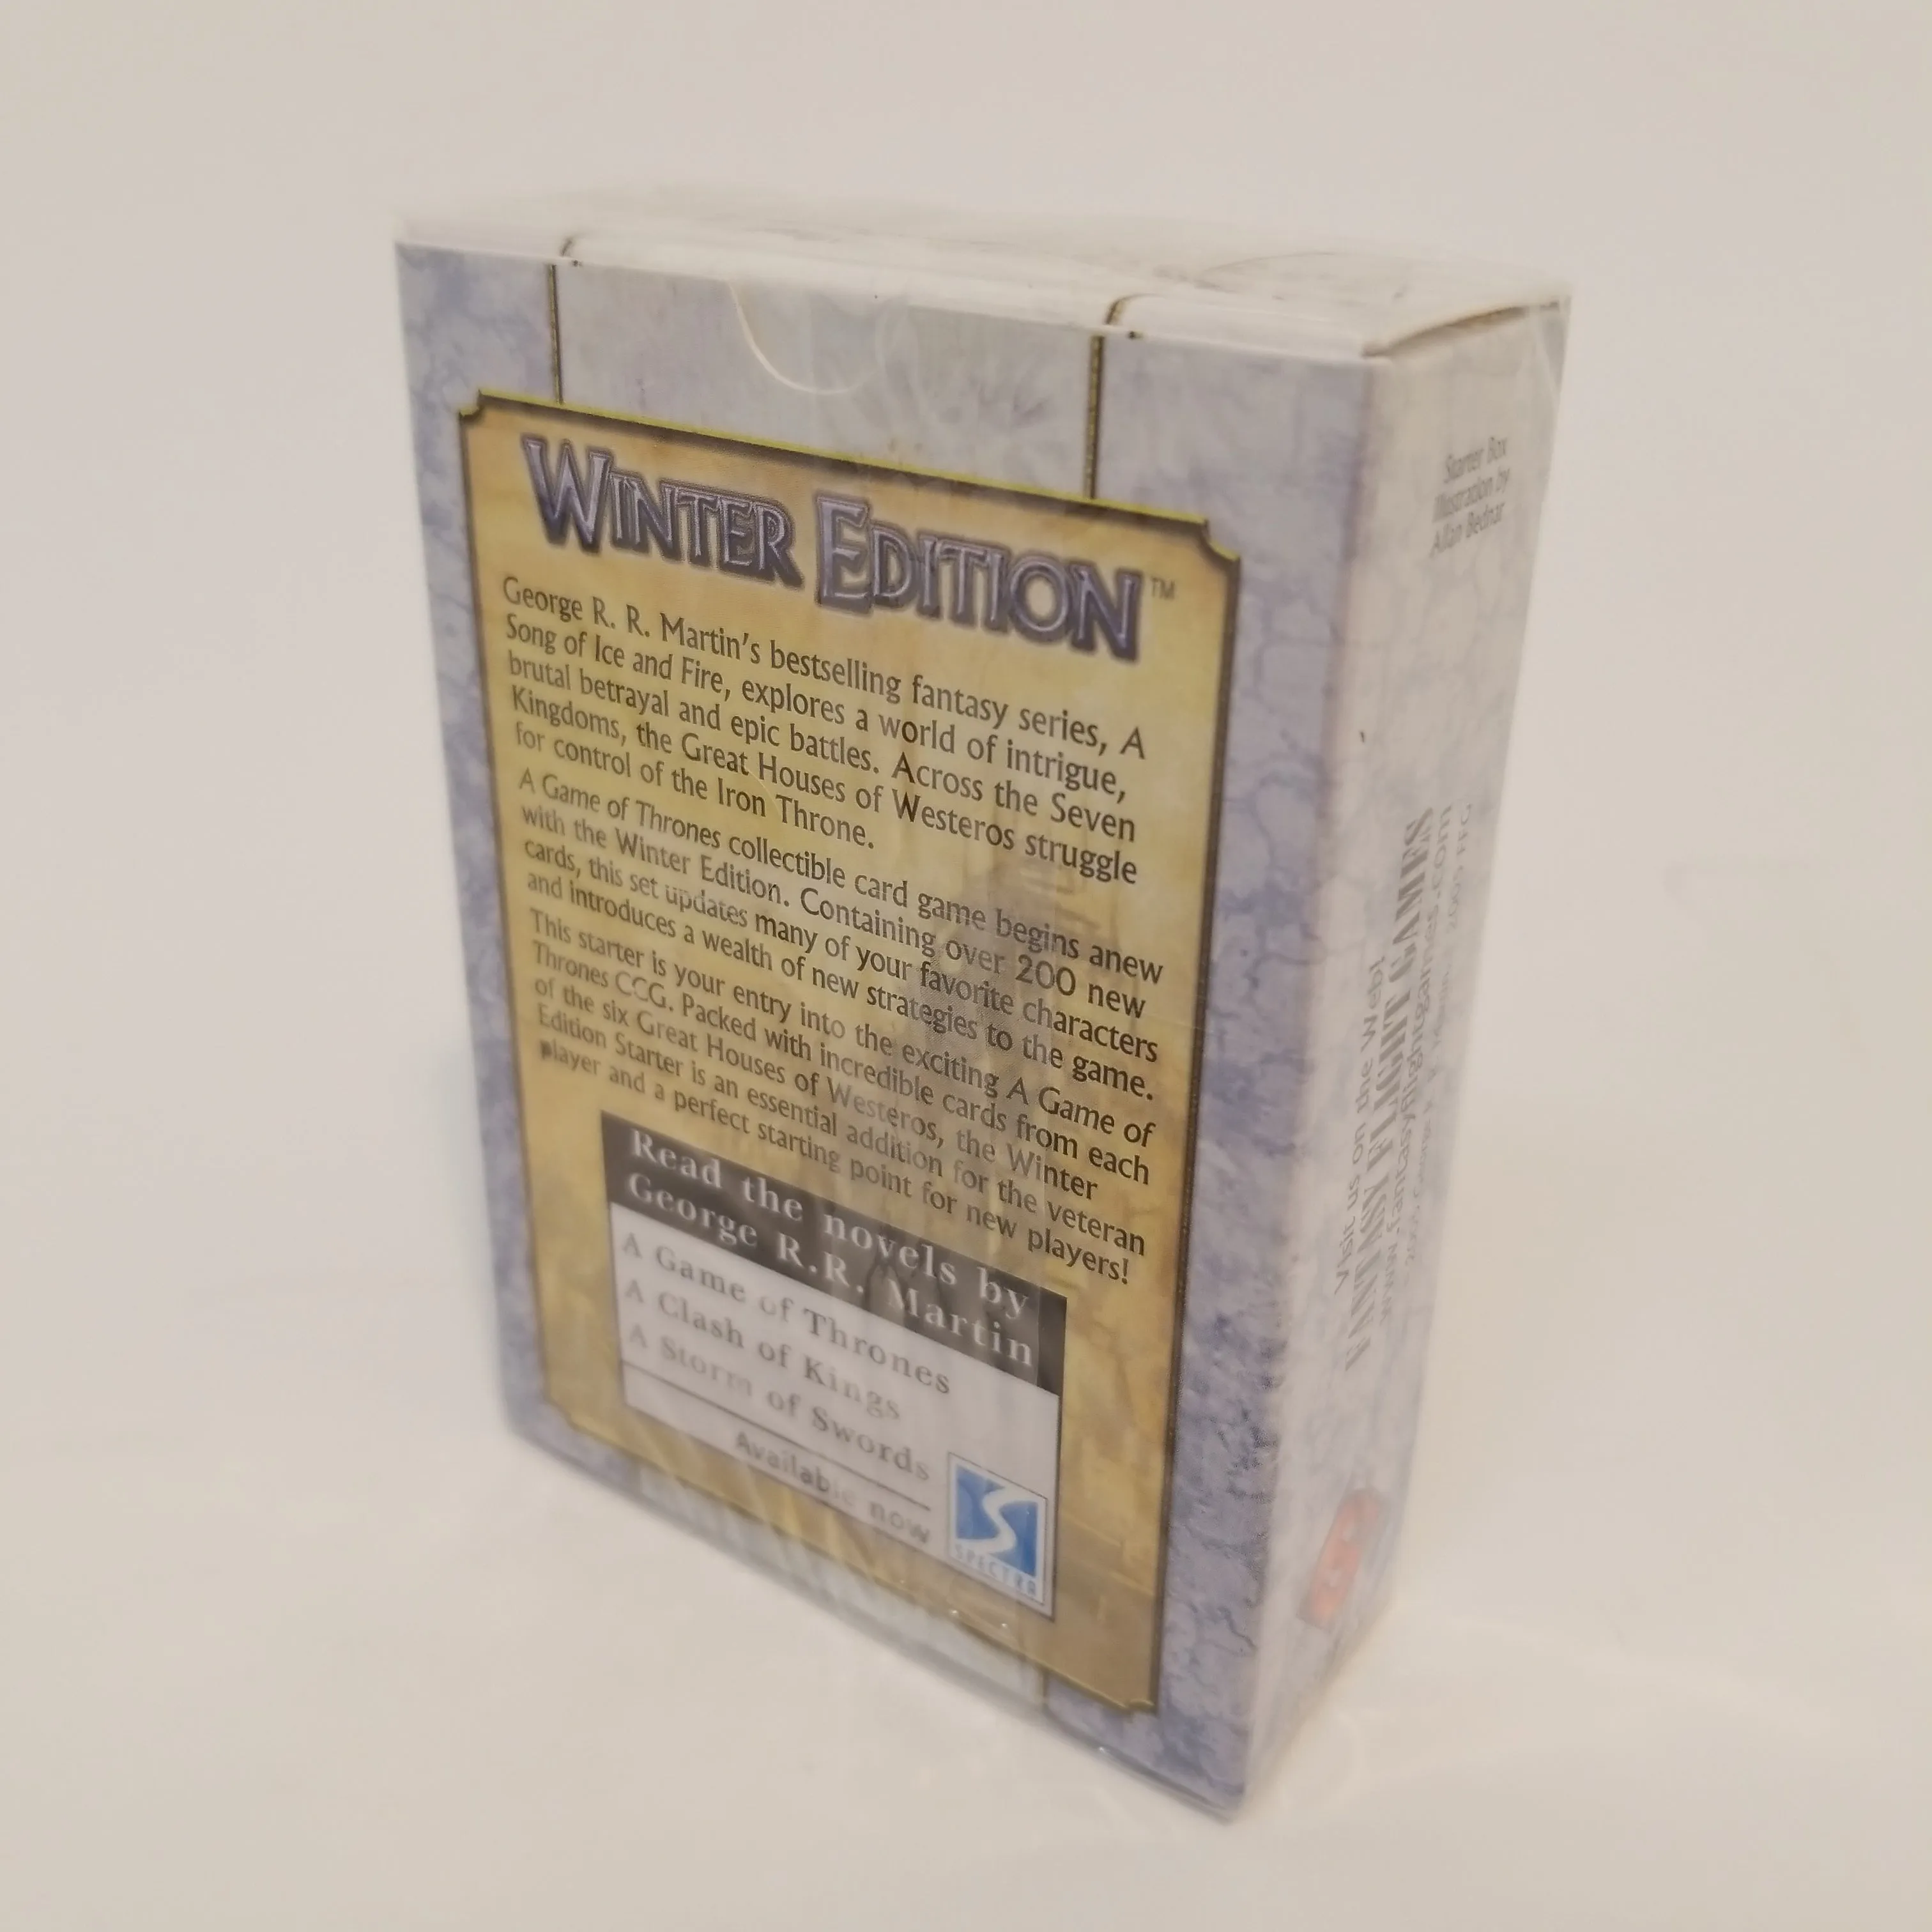 WINTER EDITION™
George R. R. Martin's bestselling fantasy series, A
Song of Ice and Fire, explores a world of intrigue,
brutal betrayal and epic battles. Across the Seven
Kingdoms, the Great Houses of Westeros struggle
for control of the Iron Throne.
A Game of Thrones collectible card game begins anew
with the Winter Edition. Containing over 200 new
cards, this set updates many of your favorite characters
and introduces a wealth of new strategies to the game.
This starter is your entry into the exciting A Game of
Thrones CCG. Packed with incredible cards from each
of the six Great Houses of Westeros, the Winter
Edition Starter is an essential addition for the veteran
player and a perfect starting point for new players!
Read the novels by
George R.R. Martin
A Game of Thrones
A Clash of Kings
A Storm of Swords
Available now
SPECTRA
Starter Box
Illustration by
Allan Bednar
Visit us on the Web!
FANTASY FLIGHT GAMES
www.fantasyflightgames.com
2005 George R. R.
2005 FFG